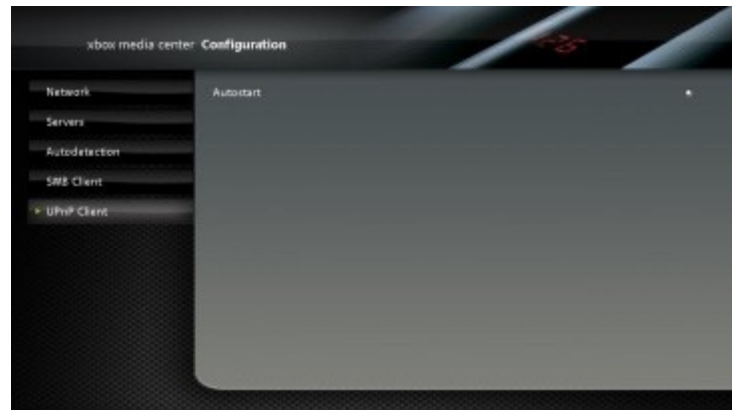 xbox media center Configuration
Network
Autostart
Servers
Autodetection
SMB Client
UPnP Client